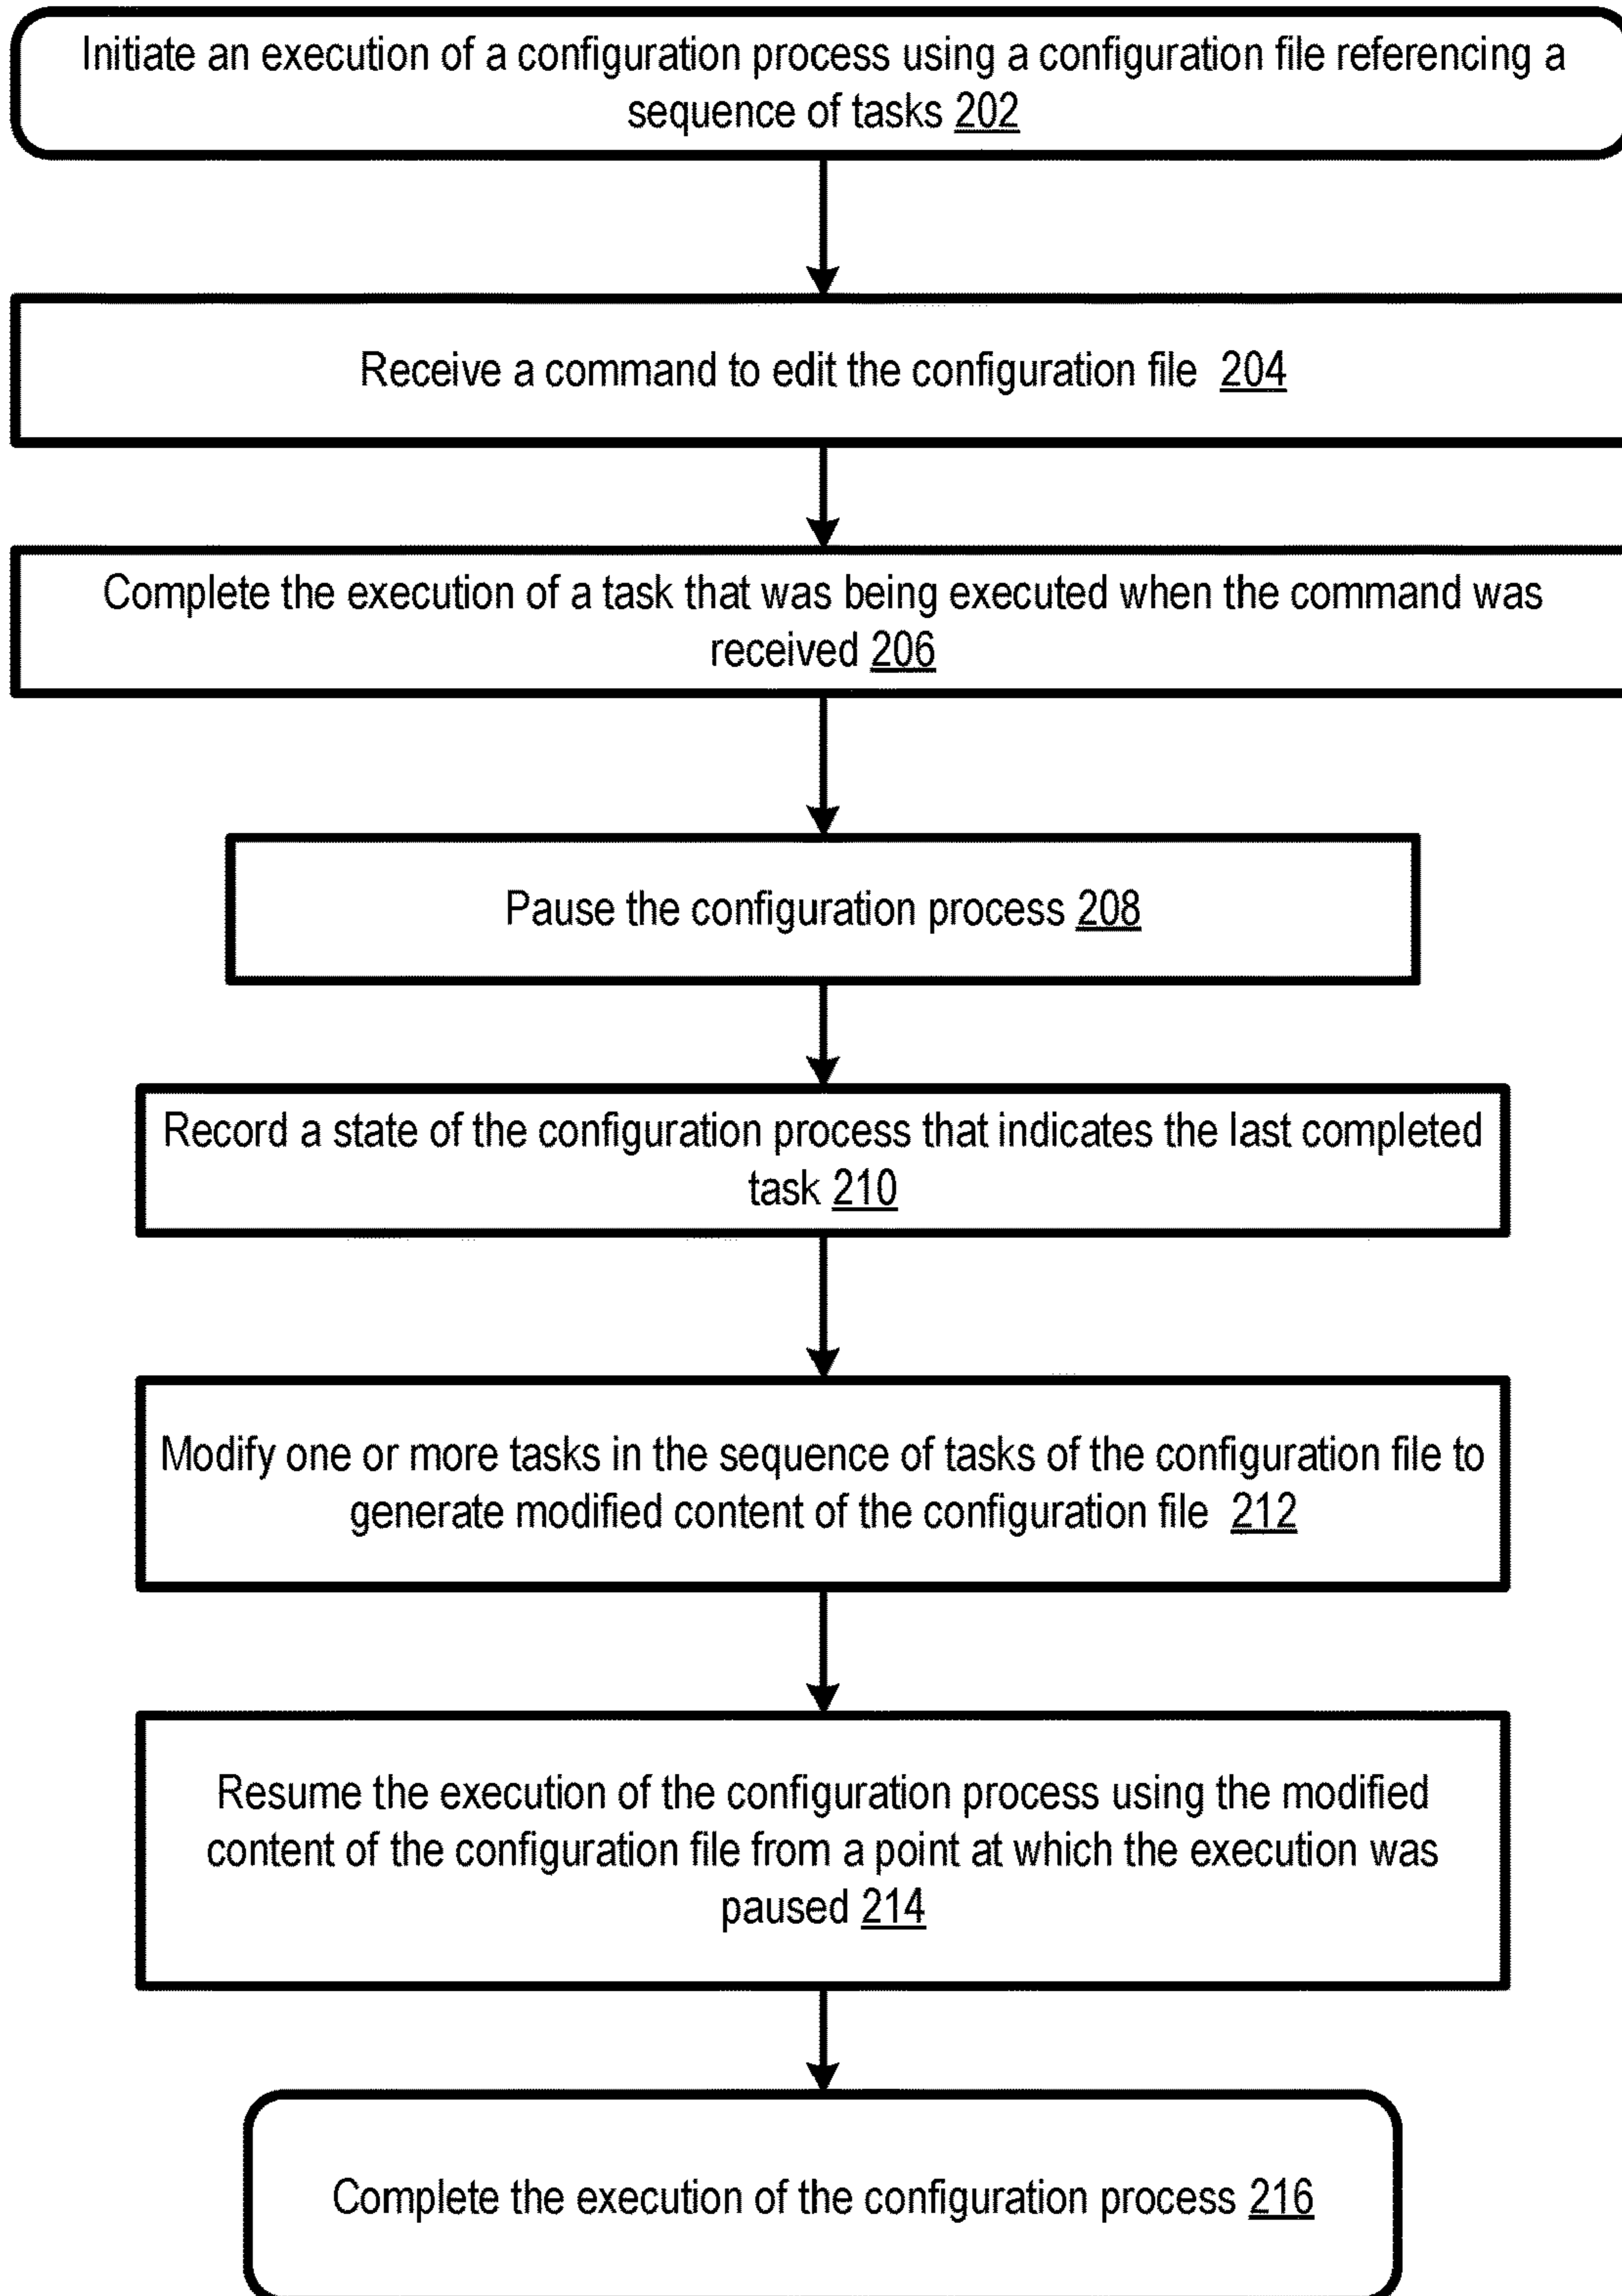 Initiate an execution of a configuration process using a configuration file referencing a
sequence of tasks 202
Receive a command to edit the configuration file 204
Complete the execution of a task that was being executed when the command was
received 206
Pause the configuration process 208
Record a state of the configuration process that indicates the last completed
task 210
Modify one or more tasks in the sequence of tasks of the configuration file to
generate modified content of the configuration file 212
Resume the execution of the configuration process using the modified
content of the configuration file from a point at which the execution was
paused 214
Complete the execution of the configuration process 216